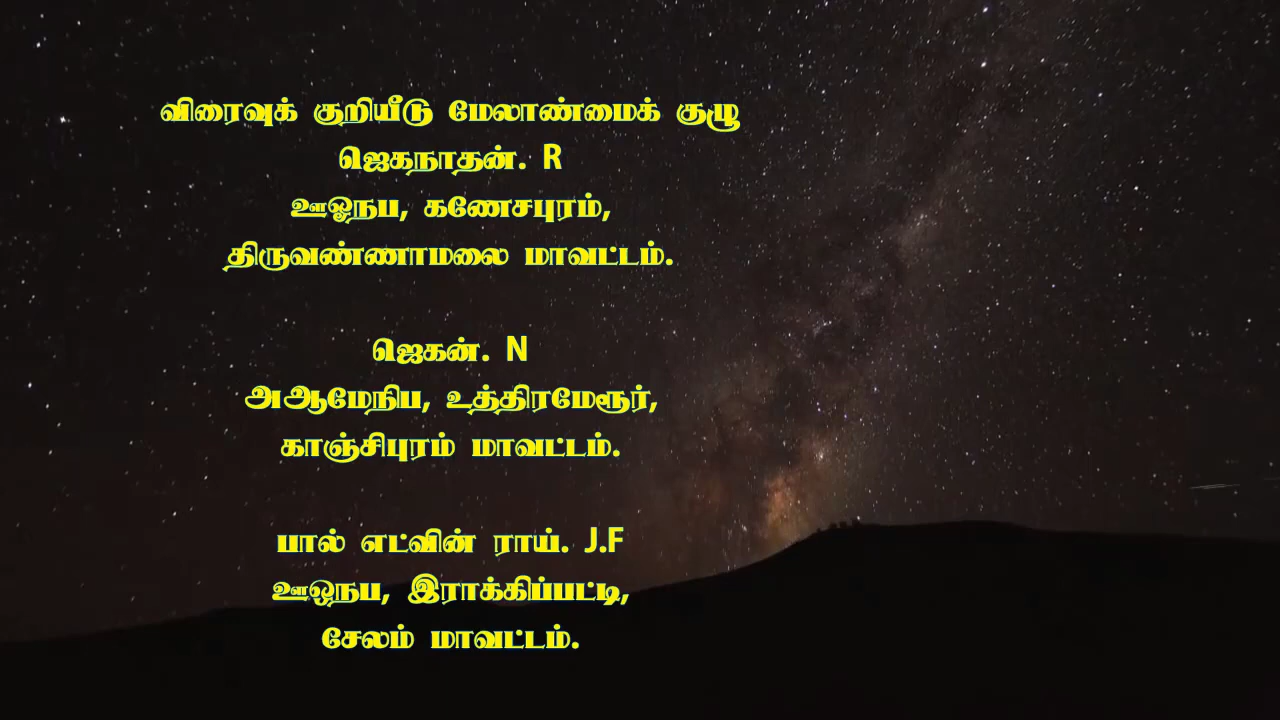 விரைவுக் குறியீடு மேலாண்மைக் குழு
ஜெகநாதன். R
ஊஓநப, கணேசபுரம்,
திருவண்ணாமலை மாவட்டம்.
ஜெகன். N
அஆமேநிப, உத்திரமேரூர்,
காஞ்சிபுரம் மாவட்டம்.
பால் எட்வின் ராய். J.F
ஊஒநப, இராக்கிப்பட்டி,
சேலம் மாவட்டம்.